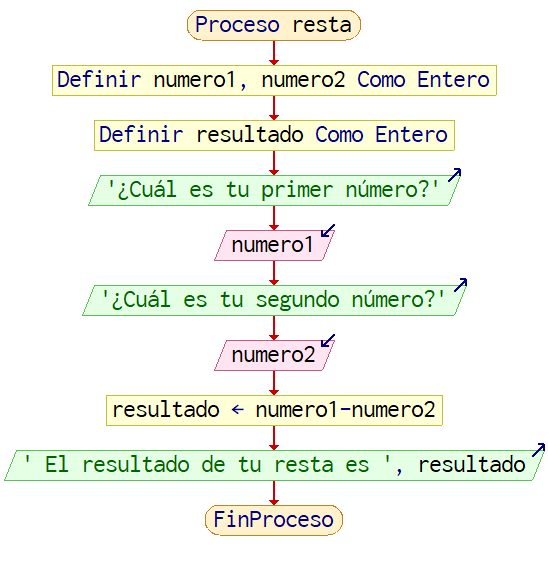 Proceso resta
Definir numero1, numero2 Como Entero
Definir resultado Como Entero
'¿Cuál es tu primer número?'
numero1
'¿Cuál es tu segundo número?'
numero2
resultado ← numero1-numero2
' El resultado de tu resta es ', resultado
FinProceso